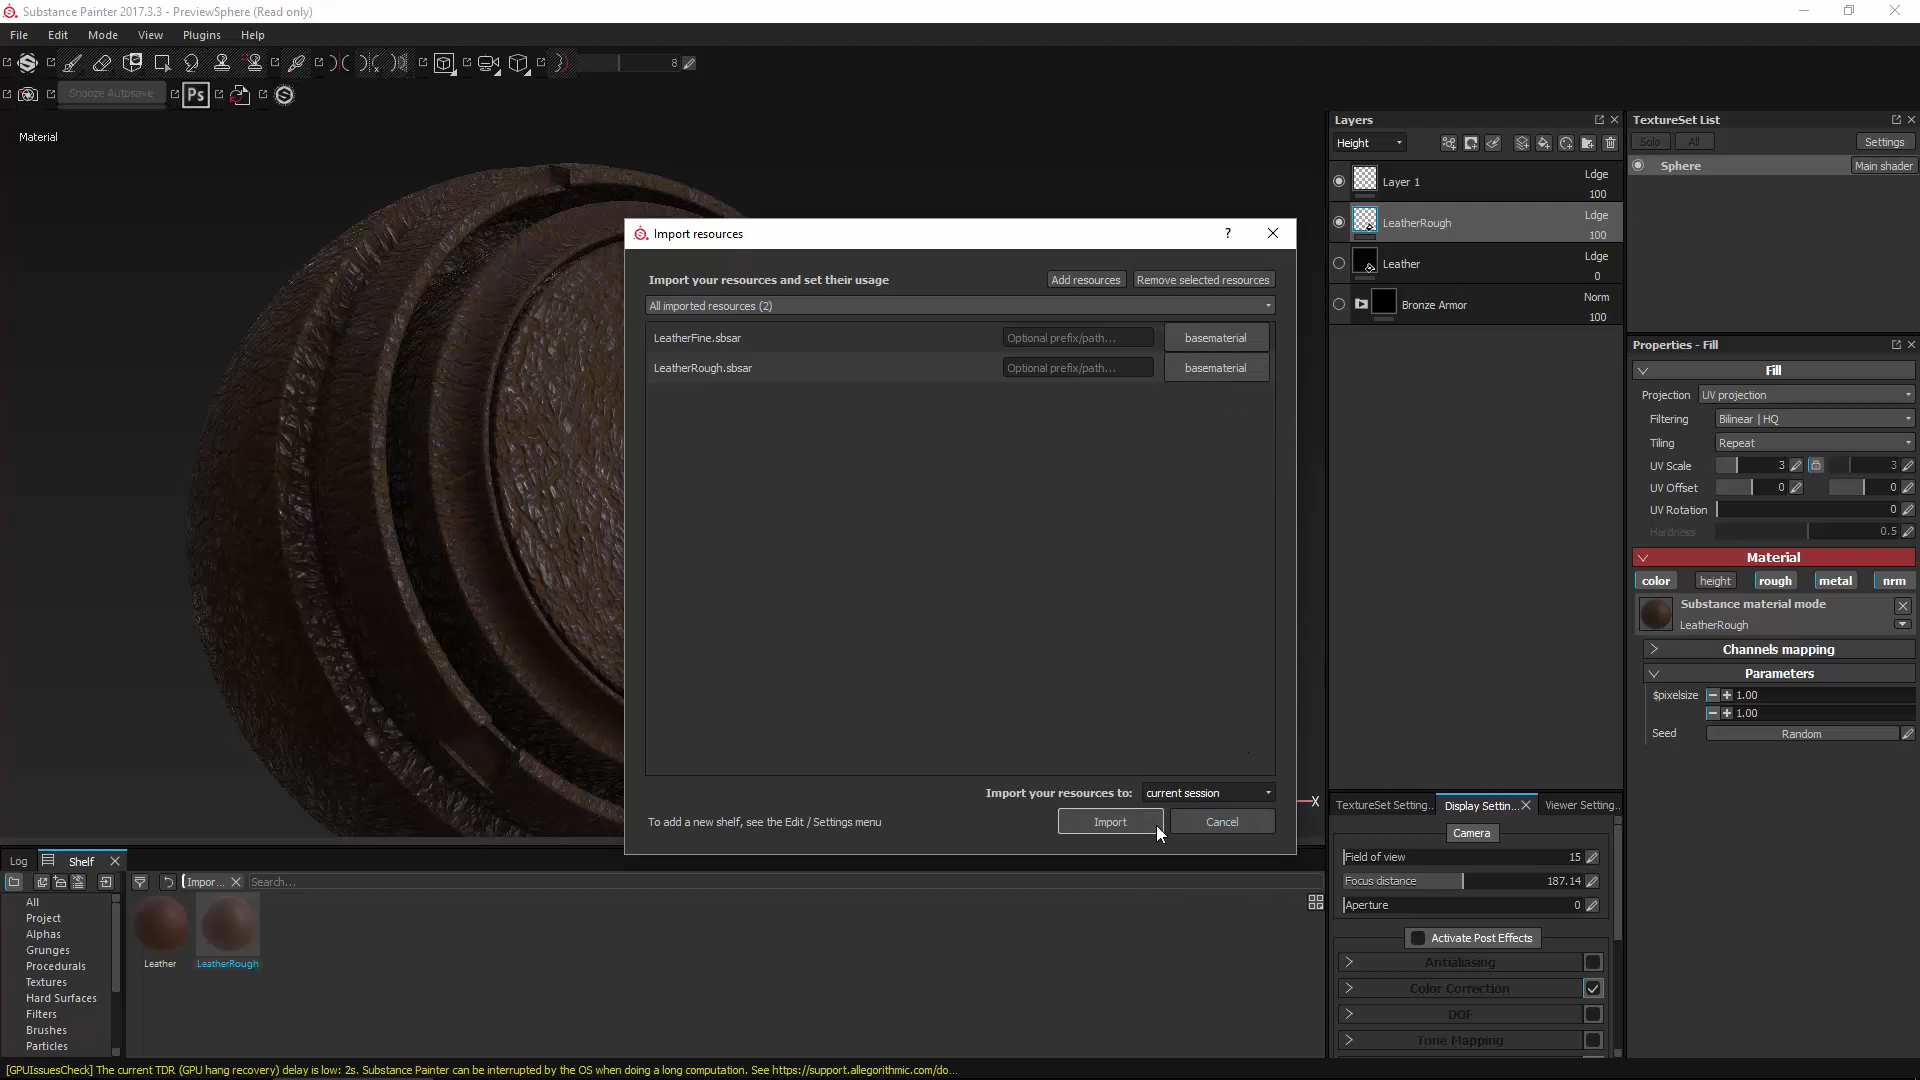 Substance Painter 2017.3.3 - PreviewSphere (Read only)
File Edit Mode View Plugins Help
8
Snooze Autosave
Ps
Material
Import resources
?
Import your resources and set their usage
Add resources
Remove selected resources
All imported resources (2)
LeatherFine.sbsar
Optional prefix/path...
basematerial
LeatherRough.sbsar
Optional prefix/path...
basematerial
Import your resources to:
current session
To add a new shelf, see the Edit / Settings menu
Import
Cancel
X
Layers
Height
Layer 1
Ldge
100
LeatherRough
Ldge
100
Leather
Ldge
0
Bronze Armor
Norm
100
TextureSet List
Solo
All
Settings
Sphere
Main shader
Properties - Fill
Fill
Projection UV projection
Filtering Bilinear | HQ
Tiling Repeat
UV Scale 3 3
UV Offset 0 0
UV Rotation 0
Hardness 0.5
Material
color height rough metal nrm
Substance material mode
LeatherRough
Channels mapping
Parameters
$pixelsize 1.00
1.00
Seed Random
TextureSet Setting...
Display Settin...
Viewer Setting...
Camera
Field of view 15
Focus distance 187.14
Aperture 0
Activate Post Effects
Antialiasing
Color Correction
DOF
Tone Mapping
Log
Shelf
Impor...
Search...
All
Project
Alphas
Grunges
Procedurals
Textures
Hard Surfaces
Filters
Brushes
Particles
Leather
LeatherRough
[GPUIssuesCheck] The current TDR (GPU hang recovery) delay is low: 2s. Substance Painter can be interrupted by the OS when doing a long computation. See https://support.allegorithmic.com/do...